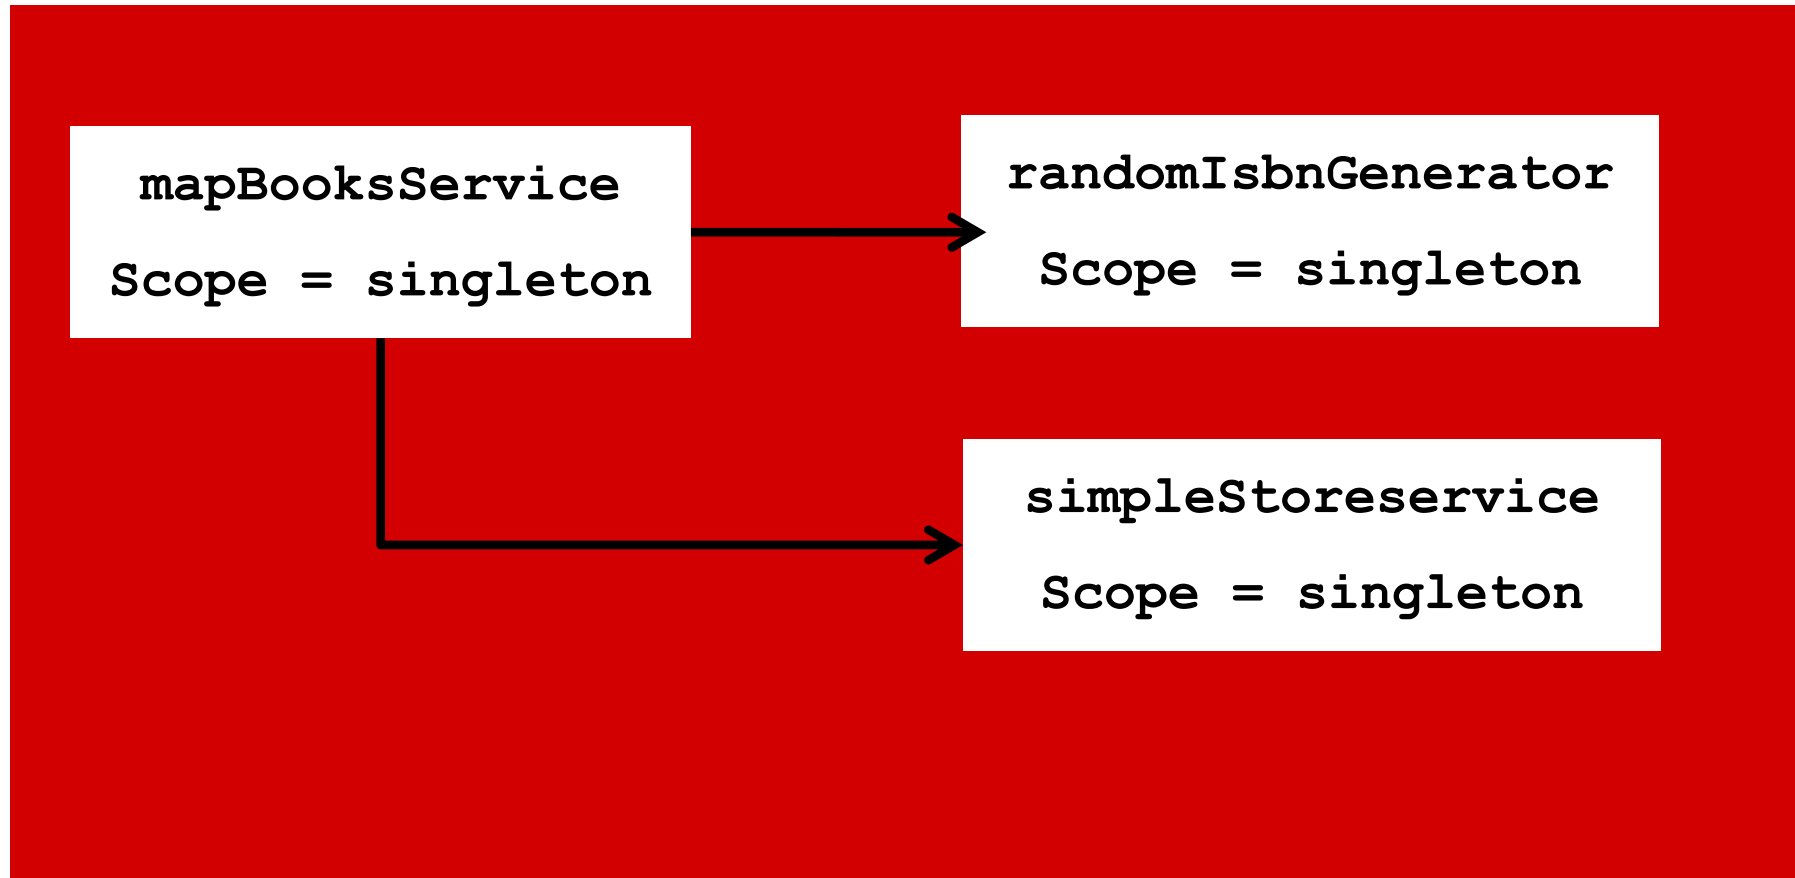 mapBooksService
Scope = singleton
randomIsbnGenerator
Scope = singleton
simpleStoreservice
Scope = singleton